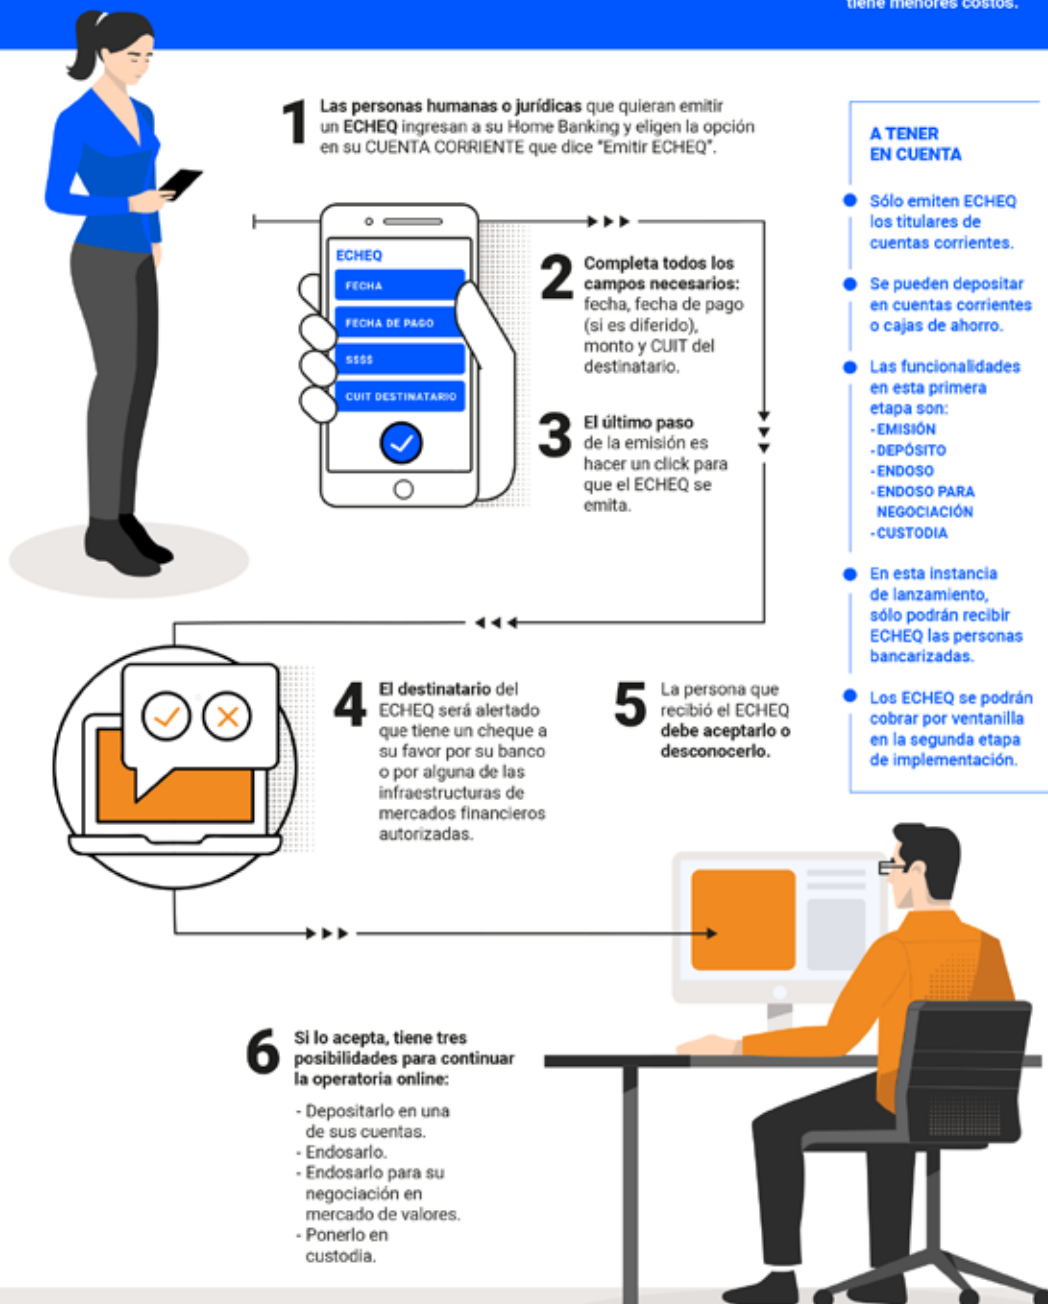 tiene menores costos.
1
Las personas humanas o jurídicas que quieran emitir
un ECHEQ ingresan a su Home Banking y eligen la opción
en su CUENTA CORRIENTE que dice "Emitir ECHEQ".
ECHEQ
FECHA
FECHA DE PAGO
$$$$
CUIT DESTINATARIO
2
Completa todos los
campos necesarios:
fecha, fecha de pago
(si es diferido),
monto y CUIT del
destinatario.
3
El último paso
de la emisión es
hacer un click para
que el ECHEQ se
emita.
A TENER
EN CUENTA
Sólo emiten ECHEQ
los titulares de
cuentas corrientes.
Se pueden depositar
en cuentas corrientes
o cajas de ahorro.
Las funcionalidades
en esta primera
etapa son:
-EMISIÓN
-DEPÓSITO
-ENDOSO
-ENDOSO PARA
NEGOCIACIÓN
-CUSTODIA
En esta instancia
de lanzamiento,
sólo podrán recibir
ECHEQ las personas
bancarizadas.
Los ECHEQ se podrán
cobrar por ventanilla
en la segunda etapa
de implementación.
4
El destinatario del
ECHEQ será alertado
que tiene un cheque a
su favor por su banco
o por alguna de las
infraestructuras de
mercados financieros
autorizadas.
5
La persona que
recibió el ECHEQ
debe aceptarlo o
desconocerlo.
6
Si lo acepta, tiene tres
posibilidades para continuar
la operatoria online:
- Depositarlo en una
de sus cuentas.
- Endosarlo.
- Endosarlo para su
negociación en
mercado de valores.
- Ponerlo en
custodia.